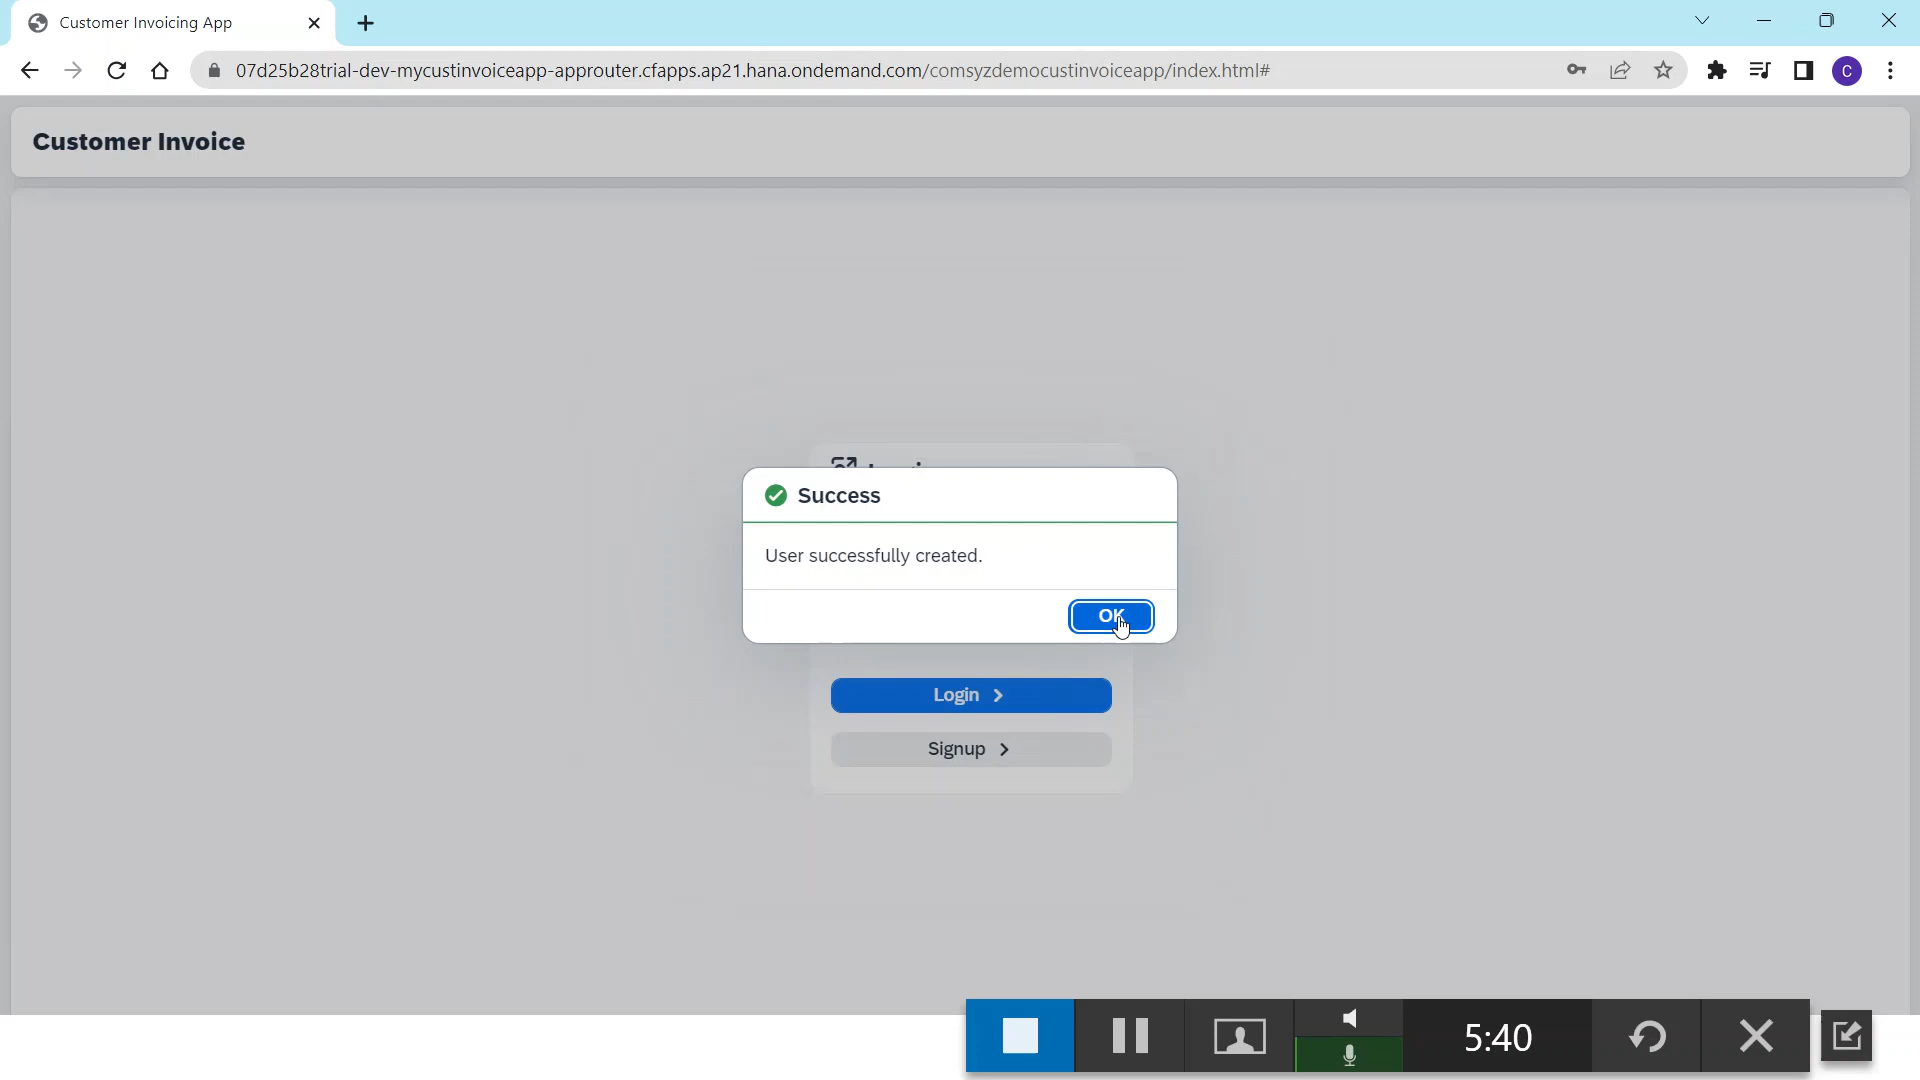 Customer Invoicing App
07d25b28trial-dev-mycustinvoiceapp-approuter.cfapps.ap21.hana.ondemand.com/comsyzdemocustinvoiceapp/index.html#
C
Customer Invoice
Success
User successfully created.
OK
Login
Signup
5:40